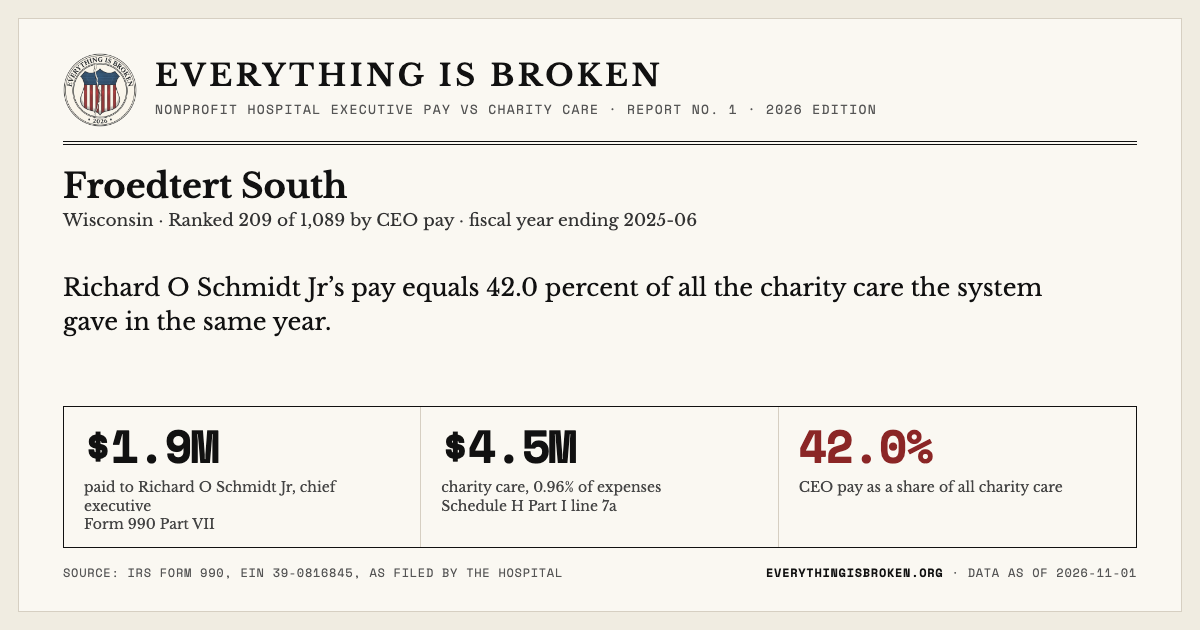 EVERYTHING IS BROKEN
2026
EVERYTHING IS BROKEN
NONPROFIT HOSPITAL EXECUTIVE PAY VS CHARITY CARE · REPORT NO. 1 · 2026 EDITION
Froedtert South
Wisconsin · Ranked 209 of 1,089 by CEO pay · fiscal year ending 2025-06
Richard O Schmidt Jr’s pay equals 42.0 percent of all the charity care the system
gave in the same year.
$1.9M
paid to Richard O Schmidt Jr, chief
executive
Form 990 Part VII
$4.5M
charity care, 0.96% of expenses
Schedule H Part I line 7a
42.0%
CEO pay as a share of all charity care
SOURCE: IRS FORM 990, EIN 39-0816845, AS FILED BY THE HOSPITAL
EVERYTHINGISBROKEN.ORG · DATA AS OF 2026-11-01